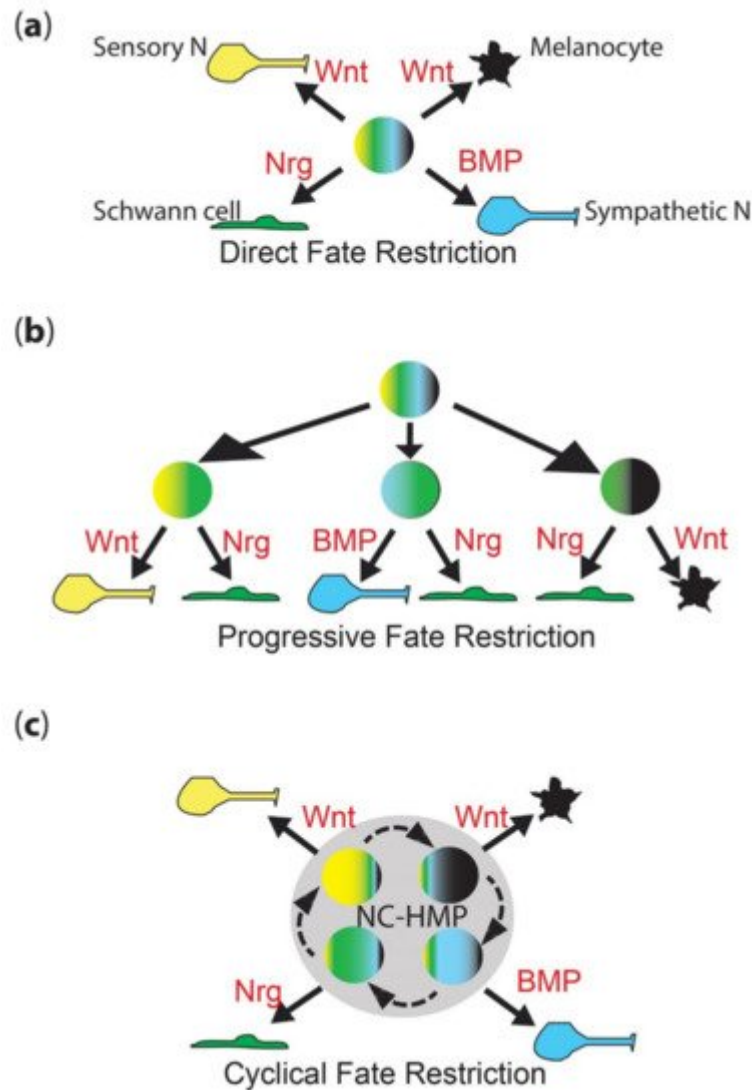 (a)
Sensory N
Wnt
Wnt
Melanocyte
Nrg
BMP
Schwann cell
Sympathetic N
Direct Fate Restriction
(b)
Wnt
Nrg
BMP
Nrg
Nrg
Wnt
Progressive Fate Restriction
(c)
Wnt
Wnt
NC-HMP
Nrg
BMP
Cyclical Fate Restriction